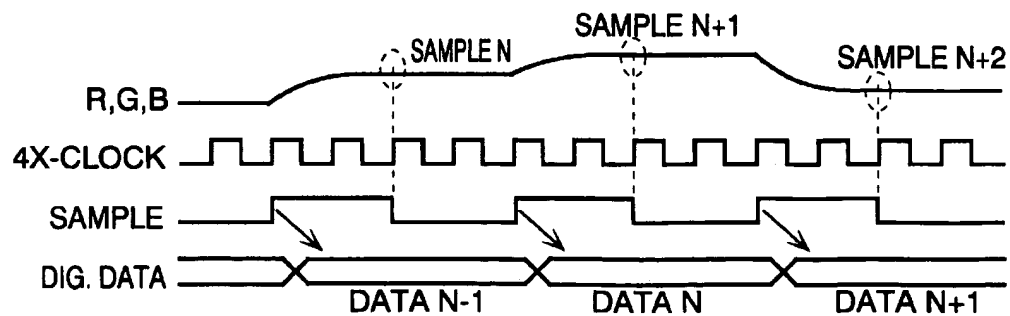 SAMPLE N
SAMPLE N+1
SAMPLE N+2
R,G,B
4X-CLOCK
SAMPLE
DIG. DATA
DATA N-1
DATA N
DATA N+1